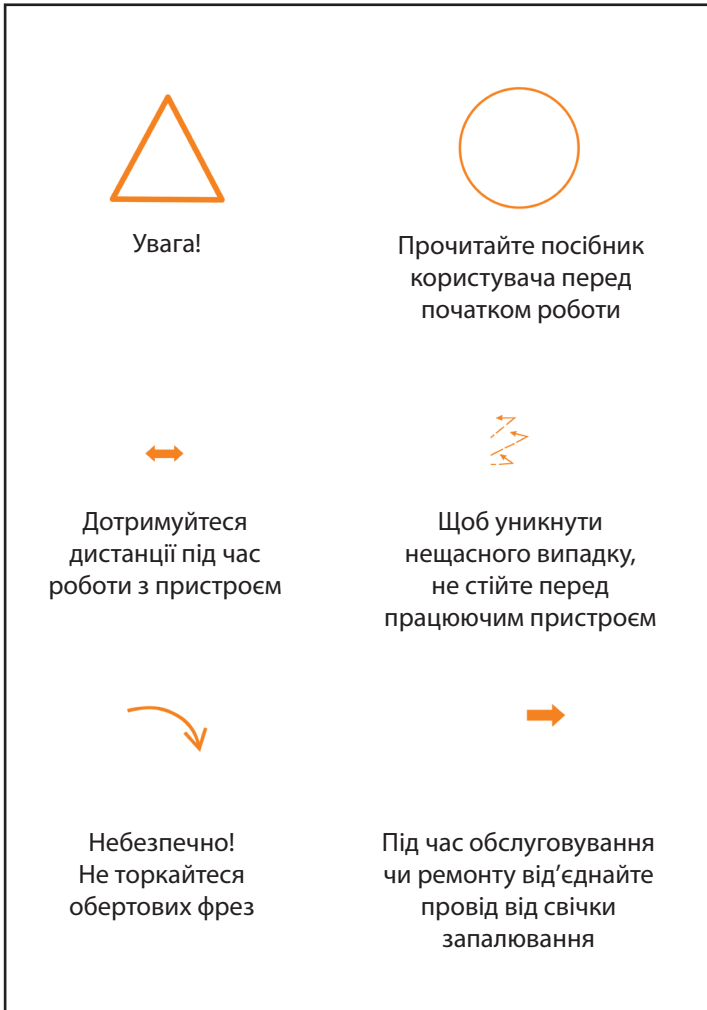 Увага!
Прочитайте посібник
користувача перед
початком роботи
Дотримуйтеся
дистанції під час
роботи з пристроєм
Щоб уникнути
нещасного випадку,
не стійте перед
працюючим пристроєм
Небезпечно!
Не торкайтеся
обертових фрез
Під час обслуговування
чи ремонту від’єднайте
провід від свічки
запалювання